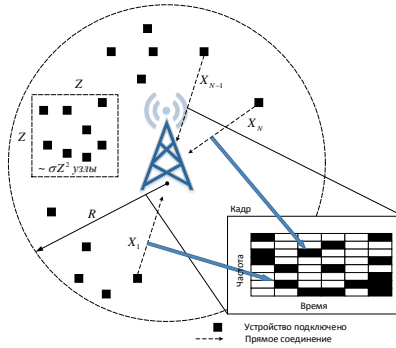 Z
X_{N-1}
Z
X_N
~ σZ² узлы
R
X_1
Кадр
Частота
Время
Устройство подключено
Прямое соединение